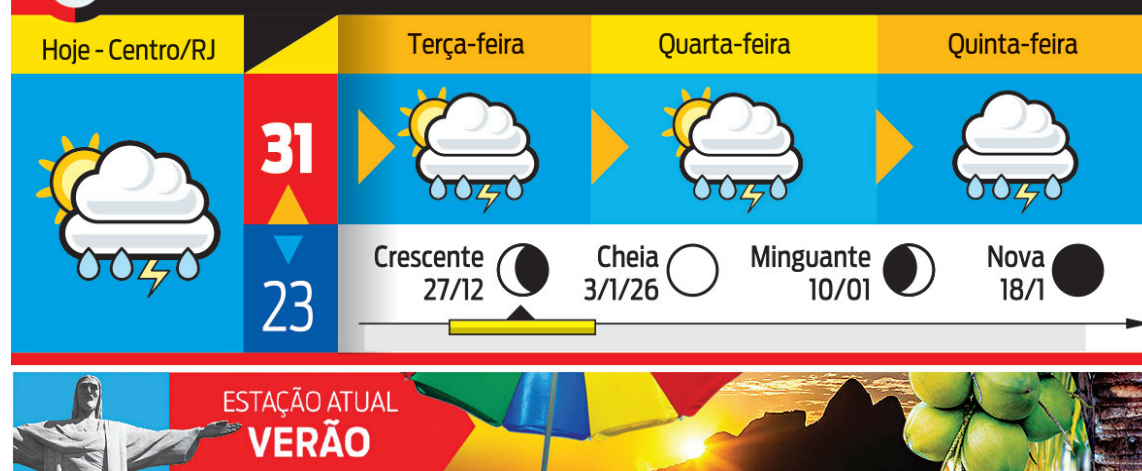 Hoje - Centro/RJ
Terça-feira
Quarta-feira
Quinta-feira
31
23
Crescente
27/12
Cheia
3/1/26
Minguante
10/01
Nova
18/1
ESTAÇÃO ATUAL
VERÃO